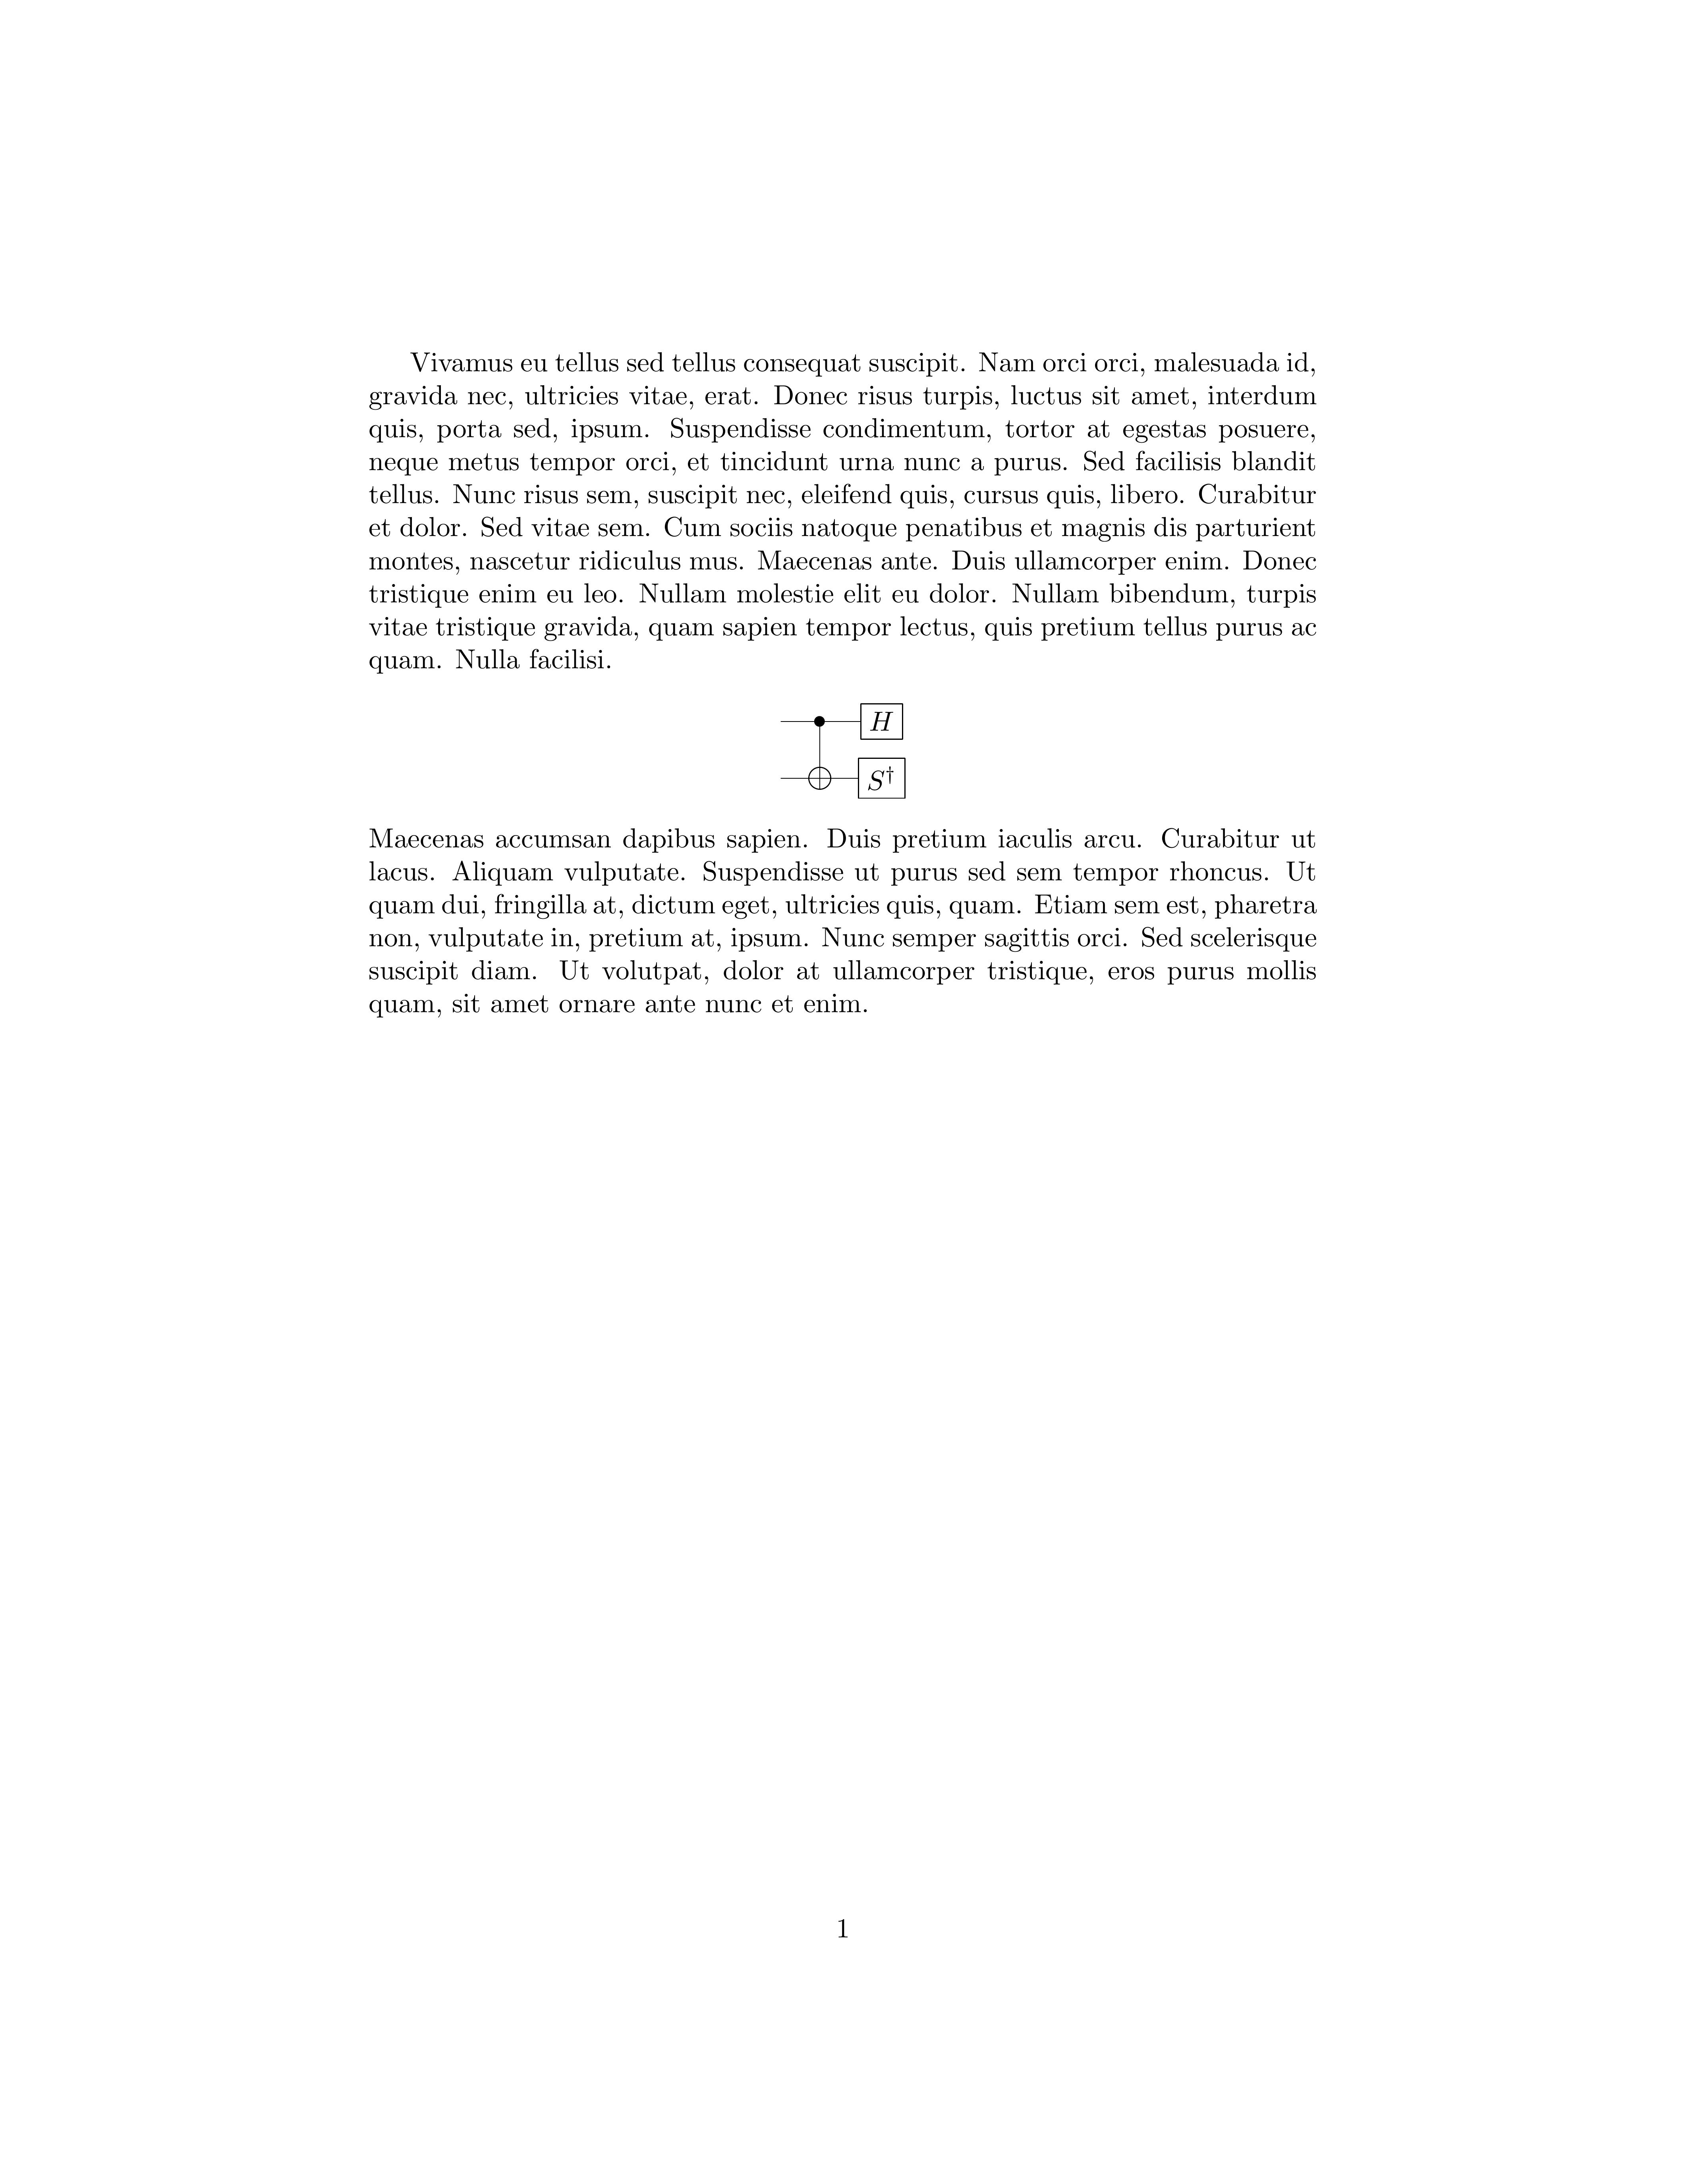 Vivamus eu tellus sed tellus consequat suscipit. Nam orci orci, malesuada id,
gravida nec, ultricies vitae, erat. Donec risus turpis, luctus sit amet, interdum
quis, porta sed, ipsum. Suspendisse condimentum, tortor at egestas posuere,
neque metus tempor orci, et tincidunt urna nunc a purus. Sed facilisis blandit
tellus. Nunc risus sem, suscipit nec, eleifend quis, cursus quis, libero. Curabitur
et dolor. Sed vitae sem. Cum sociis natoque penatibus et magnis dis parturient
montes, nascetur ridiculus mus. Maecenas ante. Duis ullamcorper enim. Donec
tristique enim eu leo. Nullam molestie elit eu dolor. Nullam bibendum, turpis
vitae tristique gravida, quam sapien tempor lectus, quis pretium tellus purus ac
quam. Nulla facilisi.
H
S†
Maecenas accumsan dapibus sapien. Duis pretium iaculis arcu. Curabitur ut
lacus. Aliquam vulputate. Suspendisse ut purus sed sem tempor rhoncus. Ut
quam dui, fringilla at, dictum eget, ultricies quis, quam. Etiam sem est, pharetra
non, vulputate in, pretium at, ipsum. Nunc semper sagittis orci. Sed scelerisque
suscipit diam. Ut volutpat, dolor at ullamcorper tristique, eros purus mollis
quam, sit amet ornare ante nunc et enim.
1